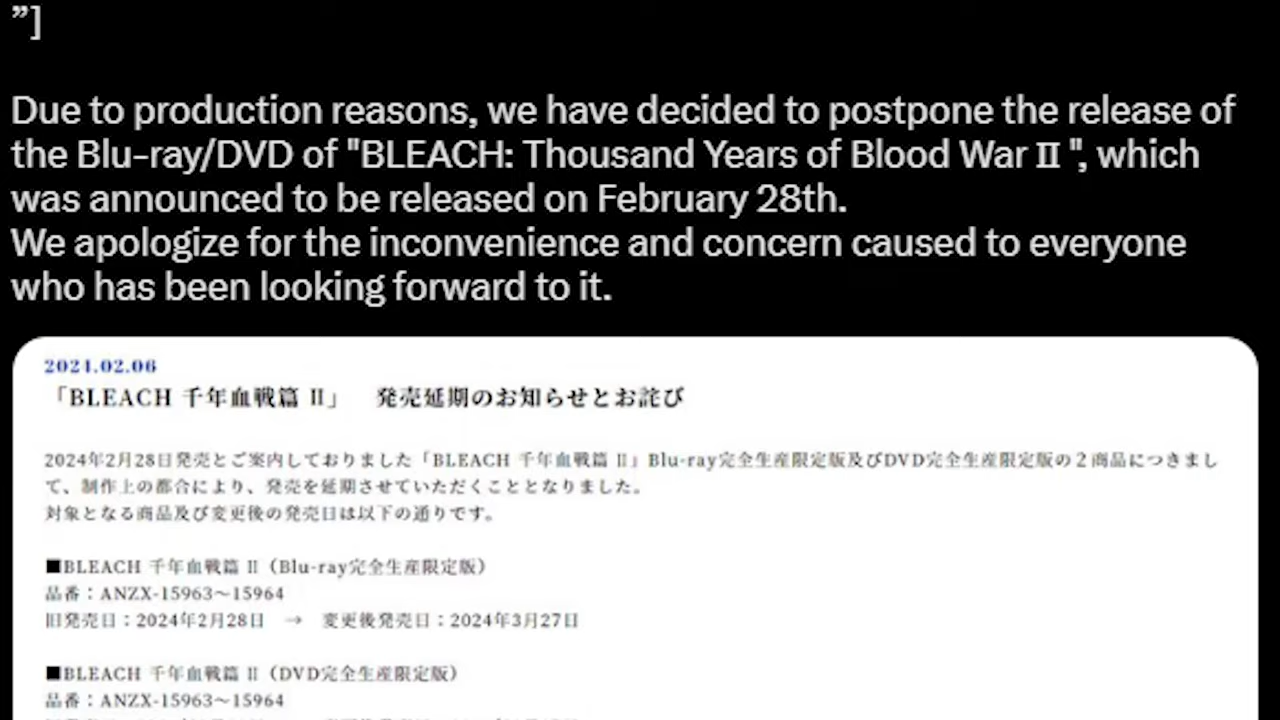 ”]
Due to production reasons, we have decided to postpone the release of
the Blu-ray/DVD of "BLEACH: Thousand Years of Blood War Ⅱ ", which
was announced to be released on February 28th.
We apologize for the inconvenience and concern caused to everyone
who has been looking forward to it.
2024.02.06
「BLEACH 千年血戦篇 Ⅱ」　発売延期のお知らせとお詫び
2024年2月28日発売とご案内しておりました「BLEACH 千年血戦篇 Ⅱ」Blu-ray完全生産限定版及びDVD完全生産限定版の２商品につきまし
て、制作上の都合により、発売を延期させていただくこととなりました。
対象となる商品及び変更後の発売日は以下の通りです。
■BLEACH 千年血戦篇 Ⅱ（Blu-ray完全生産限定版）
品番：ANZX-15963～15964
旧発売日：2024年2月28日　→　変更後発売日：2024年3月27日
■BLEACH 千年血戦篇 Ⅱ（DVD完全生産限定版）
品番：ANZX-15963～15964